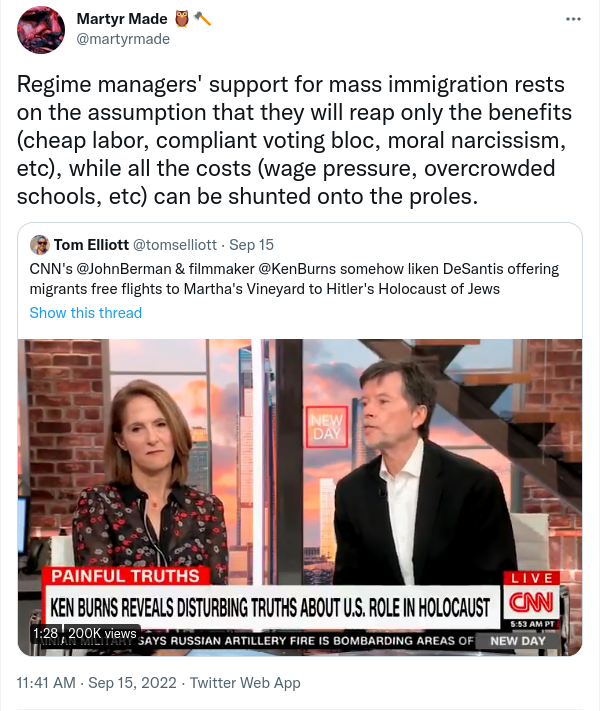 Martyr Made 🦉🪓
@martyrmade
Regime managers' support for mass immigration rests
on the assumption that they will reap only the benefits
(cheap labor, compliant voting bloc, moral narcissism,
etc), while all the costs (wage pressure, overcrowded
schools, etc) can be shunted onto the proles.
Tom Elliott @tomselliott · Sep 15
CNN's @JohnBerman & filmmaker @KenBurns somehow liken DeSantis offering
migrants free flights to Martha's Vineyard to Hitler's Holocaust of Jews
Show this thread
NEW
DAY
PAINFUL TRUTHS
LIVE
KEN BURNS REVEALS DISTURBING TRUTHS ABOUT U.S. ROLE IN HOLOCAUST
CNN
5:53 AM PT
1:28 200K views
MILITARY SAYS RUSSIAN ARTILLERY FIRE IS BOMBARDING AREAS OF
NEW DAY
11:41 AM · Sep 15, 2022 · Twitter Web App